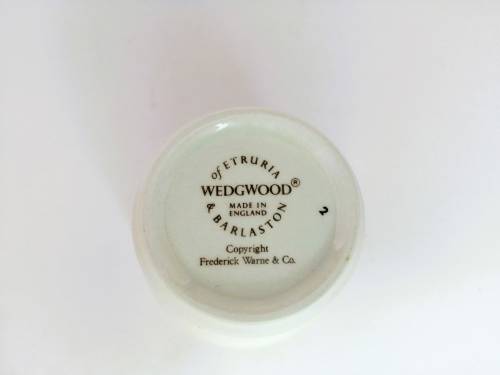 of ETRURIA
WEDGWOOD®
MADE IN
ENGLAND
& BARLASTON
Copyright
Frederick Warne & Co.
2